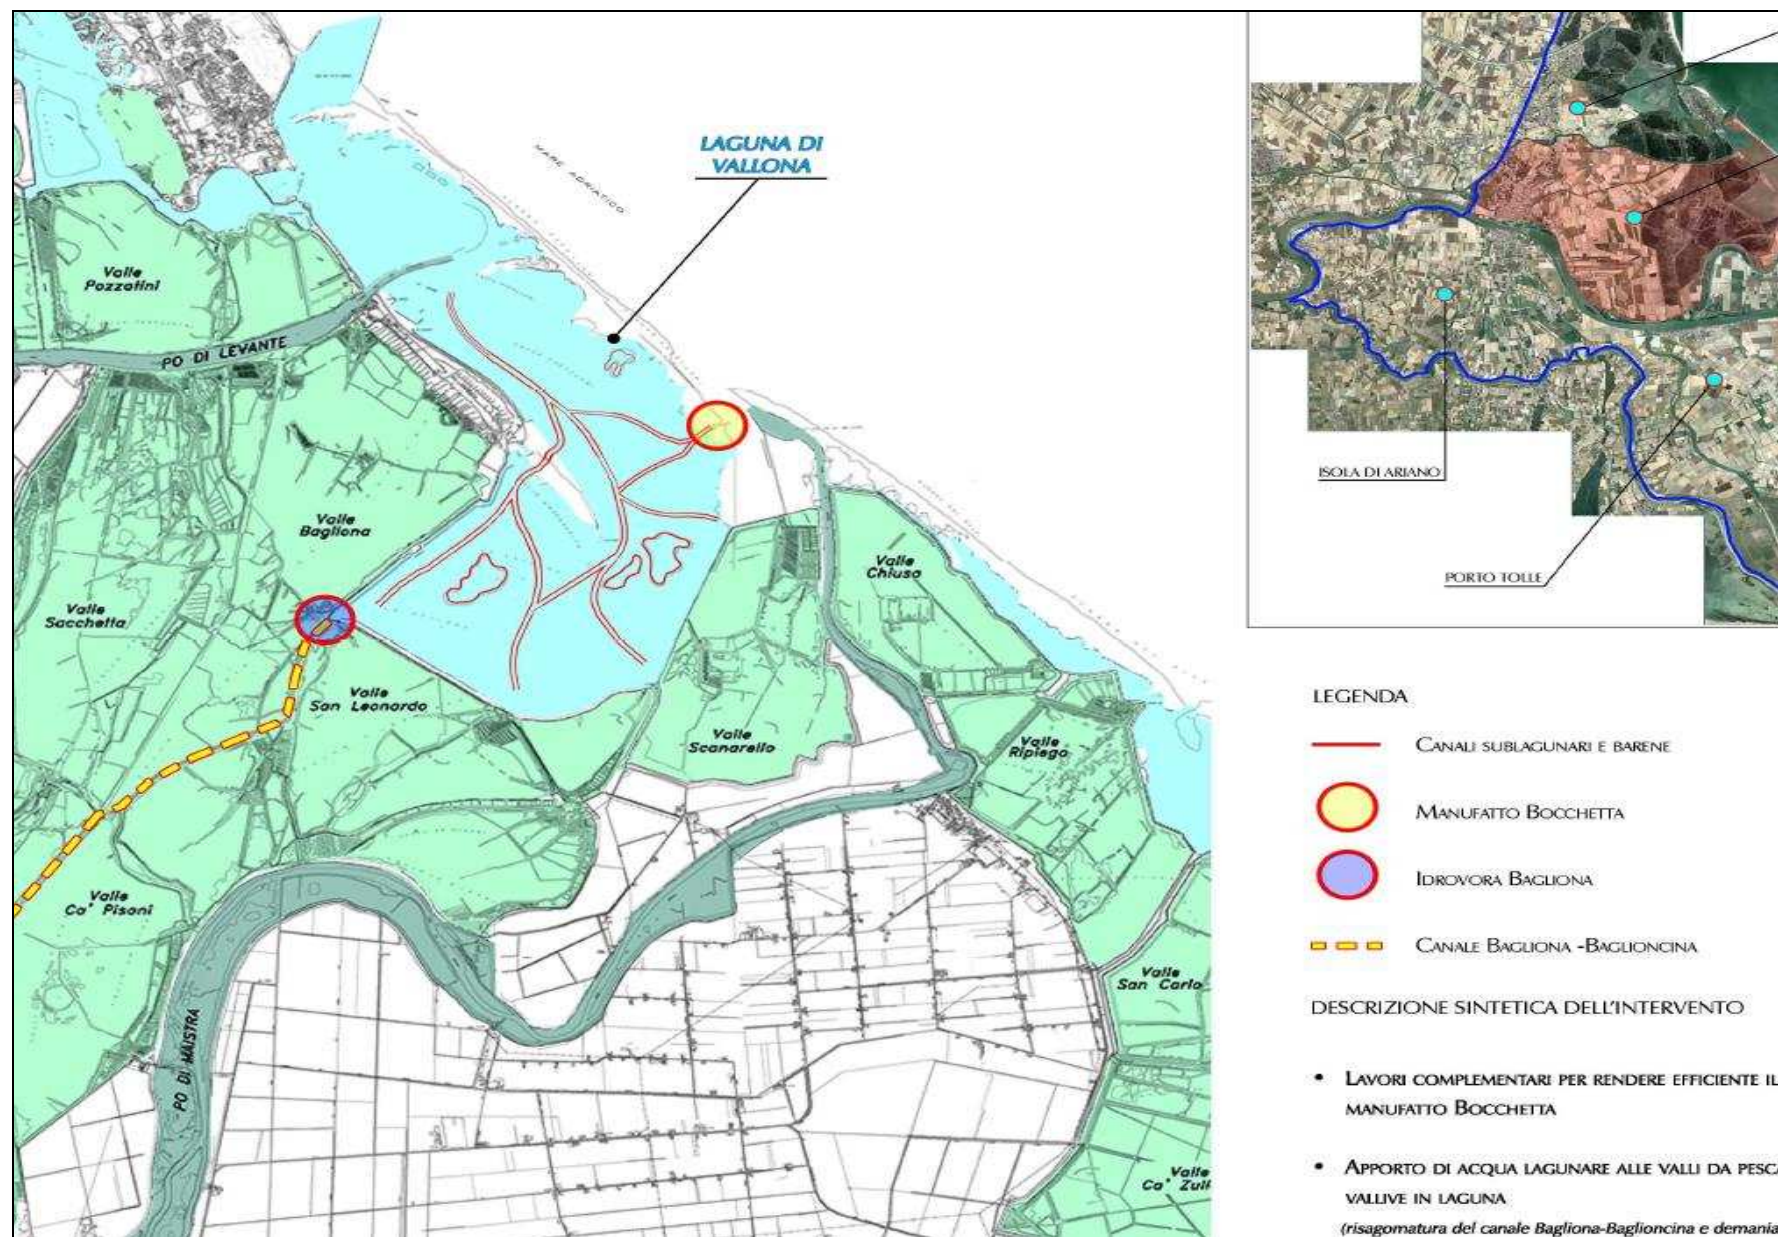 LAGUNA DI
VALLONA
MARE ADRIATICO
Valle
Pozzatini
PO DI LEVANTE
Valle
Bagliona
Valle
Sacchetta
Valle
San Leonardo
Valle
Chiusa
Valle
Scanarello
Valle
Ripiego
Valle
Ca' Pisani
Valle
San Carlo
PO DI MAISTRA
Valle
Ca' Zuli
ISOLA DI ARIANO
PORTO TOLLE
LEGENDA
CANALI SUBLAGUNARI E BARENE
MANUFATTO BOCCHETTA
IDROVORA BAGLIONA
CANALE BAGLIONA -BAGLIONCINA
DESCRIZIONE SINTETICA DELL'INTERVENTO
• LAVORI COMPLEMENTARI PER RENDERE EFFICIENTE IL
MANUFATTO BOCCHETTA
• APPORTO DI ACQUA LAGUNARE ALLE VALLI DA PESCA
VALLIVE IN LAGUNA
(risagomatura del canale Bagliona-Baglioncina e demania